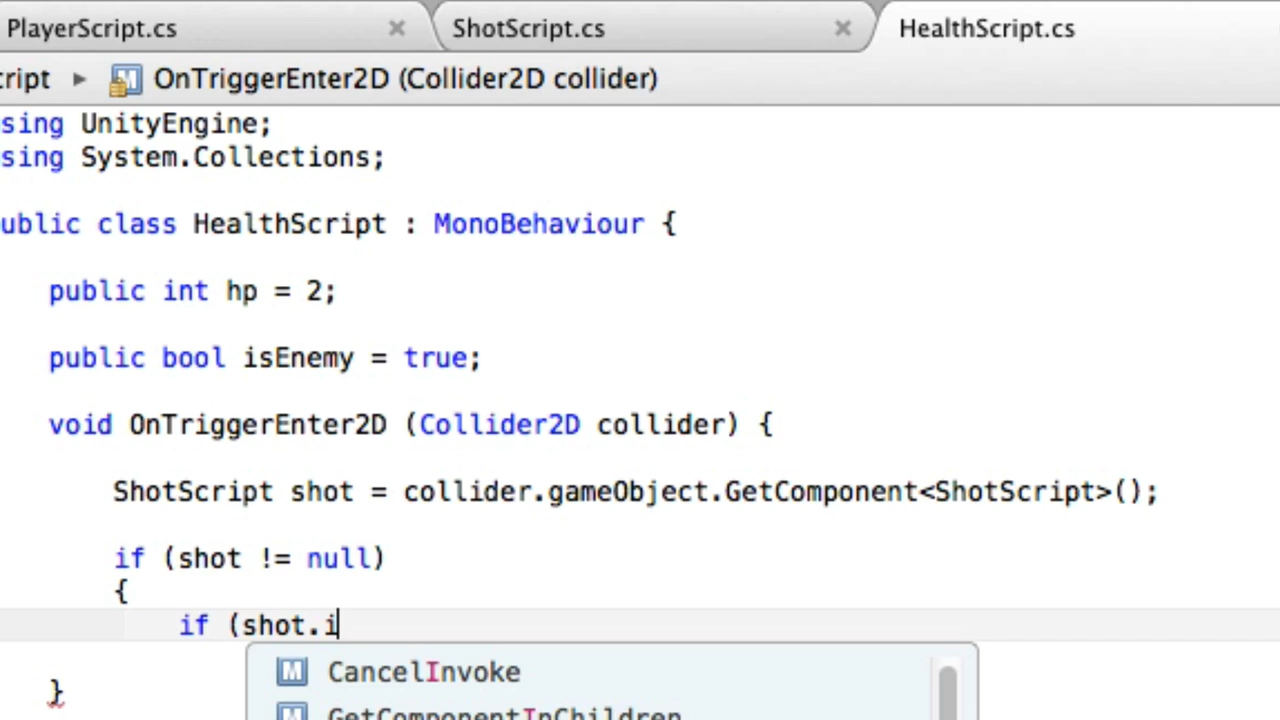 PlayerScript.cs × ShotScript.cs × HealthScript.cs
cript ▸ OnTriggerEnter2D (Collider2D collider)
sing UnityEngine;
sing System.Collections;
ublic class HealthScript : MonoBehaviour {
public int hp = 2;
public bool isEnemy = true;
void OnTriggerEnter2D (Collider2D collider) {
ShotScript shot = collider.gameObject.GetComponent<ShotScript>();
if (shot != null)
{
if (shot.i
M CancelInvoke
}
M GetComponentInChildren